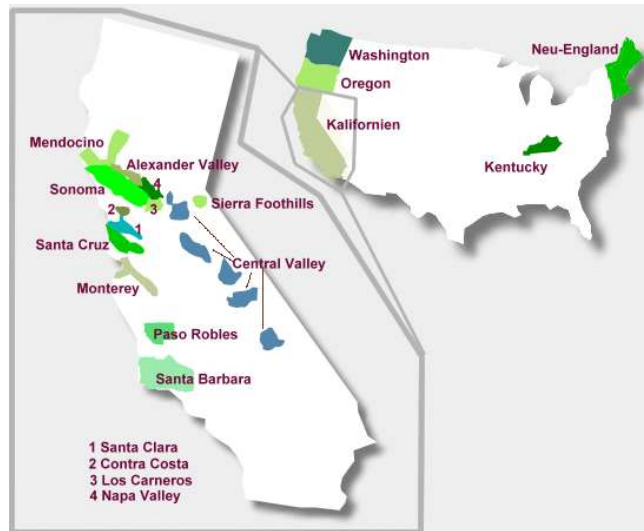 Washington
Neu-England
Oregon
Kalifornien
Kentucky
Mendocino
Alexander Valley
4
Sonoma
3
Sierra Foothills
2
1
Santa Cruz
Central Valley
Monterey
Paso Robles
Santa Barbara
1 Santa Clara
2 Contra Costa
3 Los Carneros
4 Napa Valley